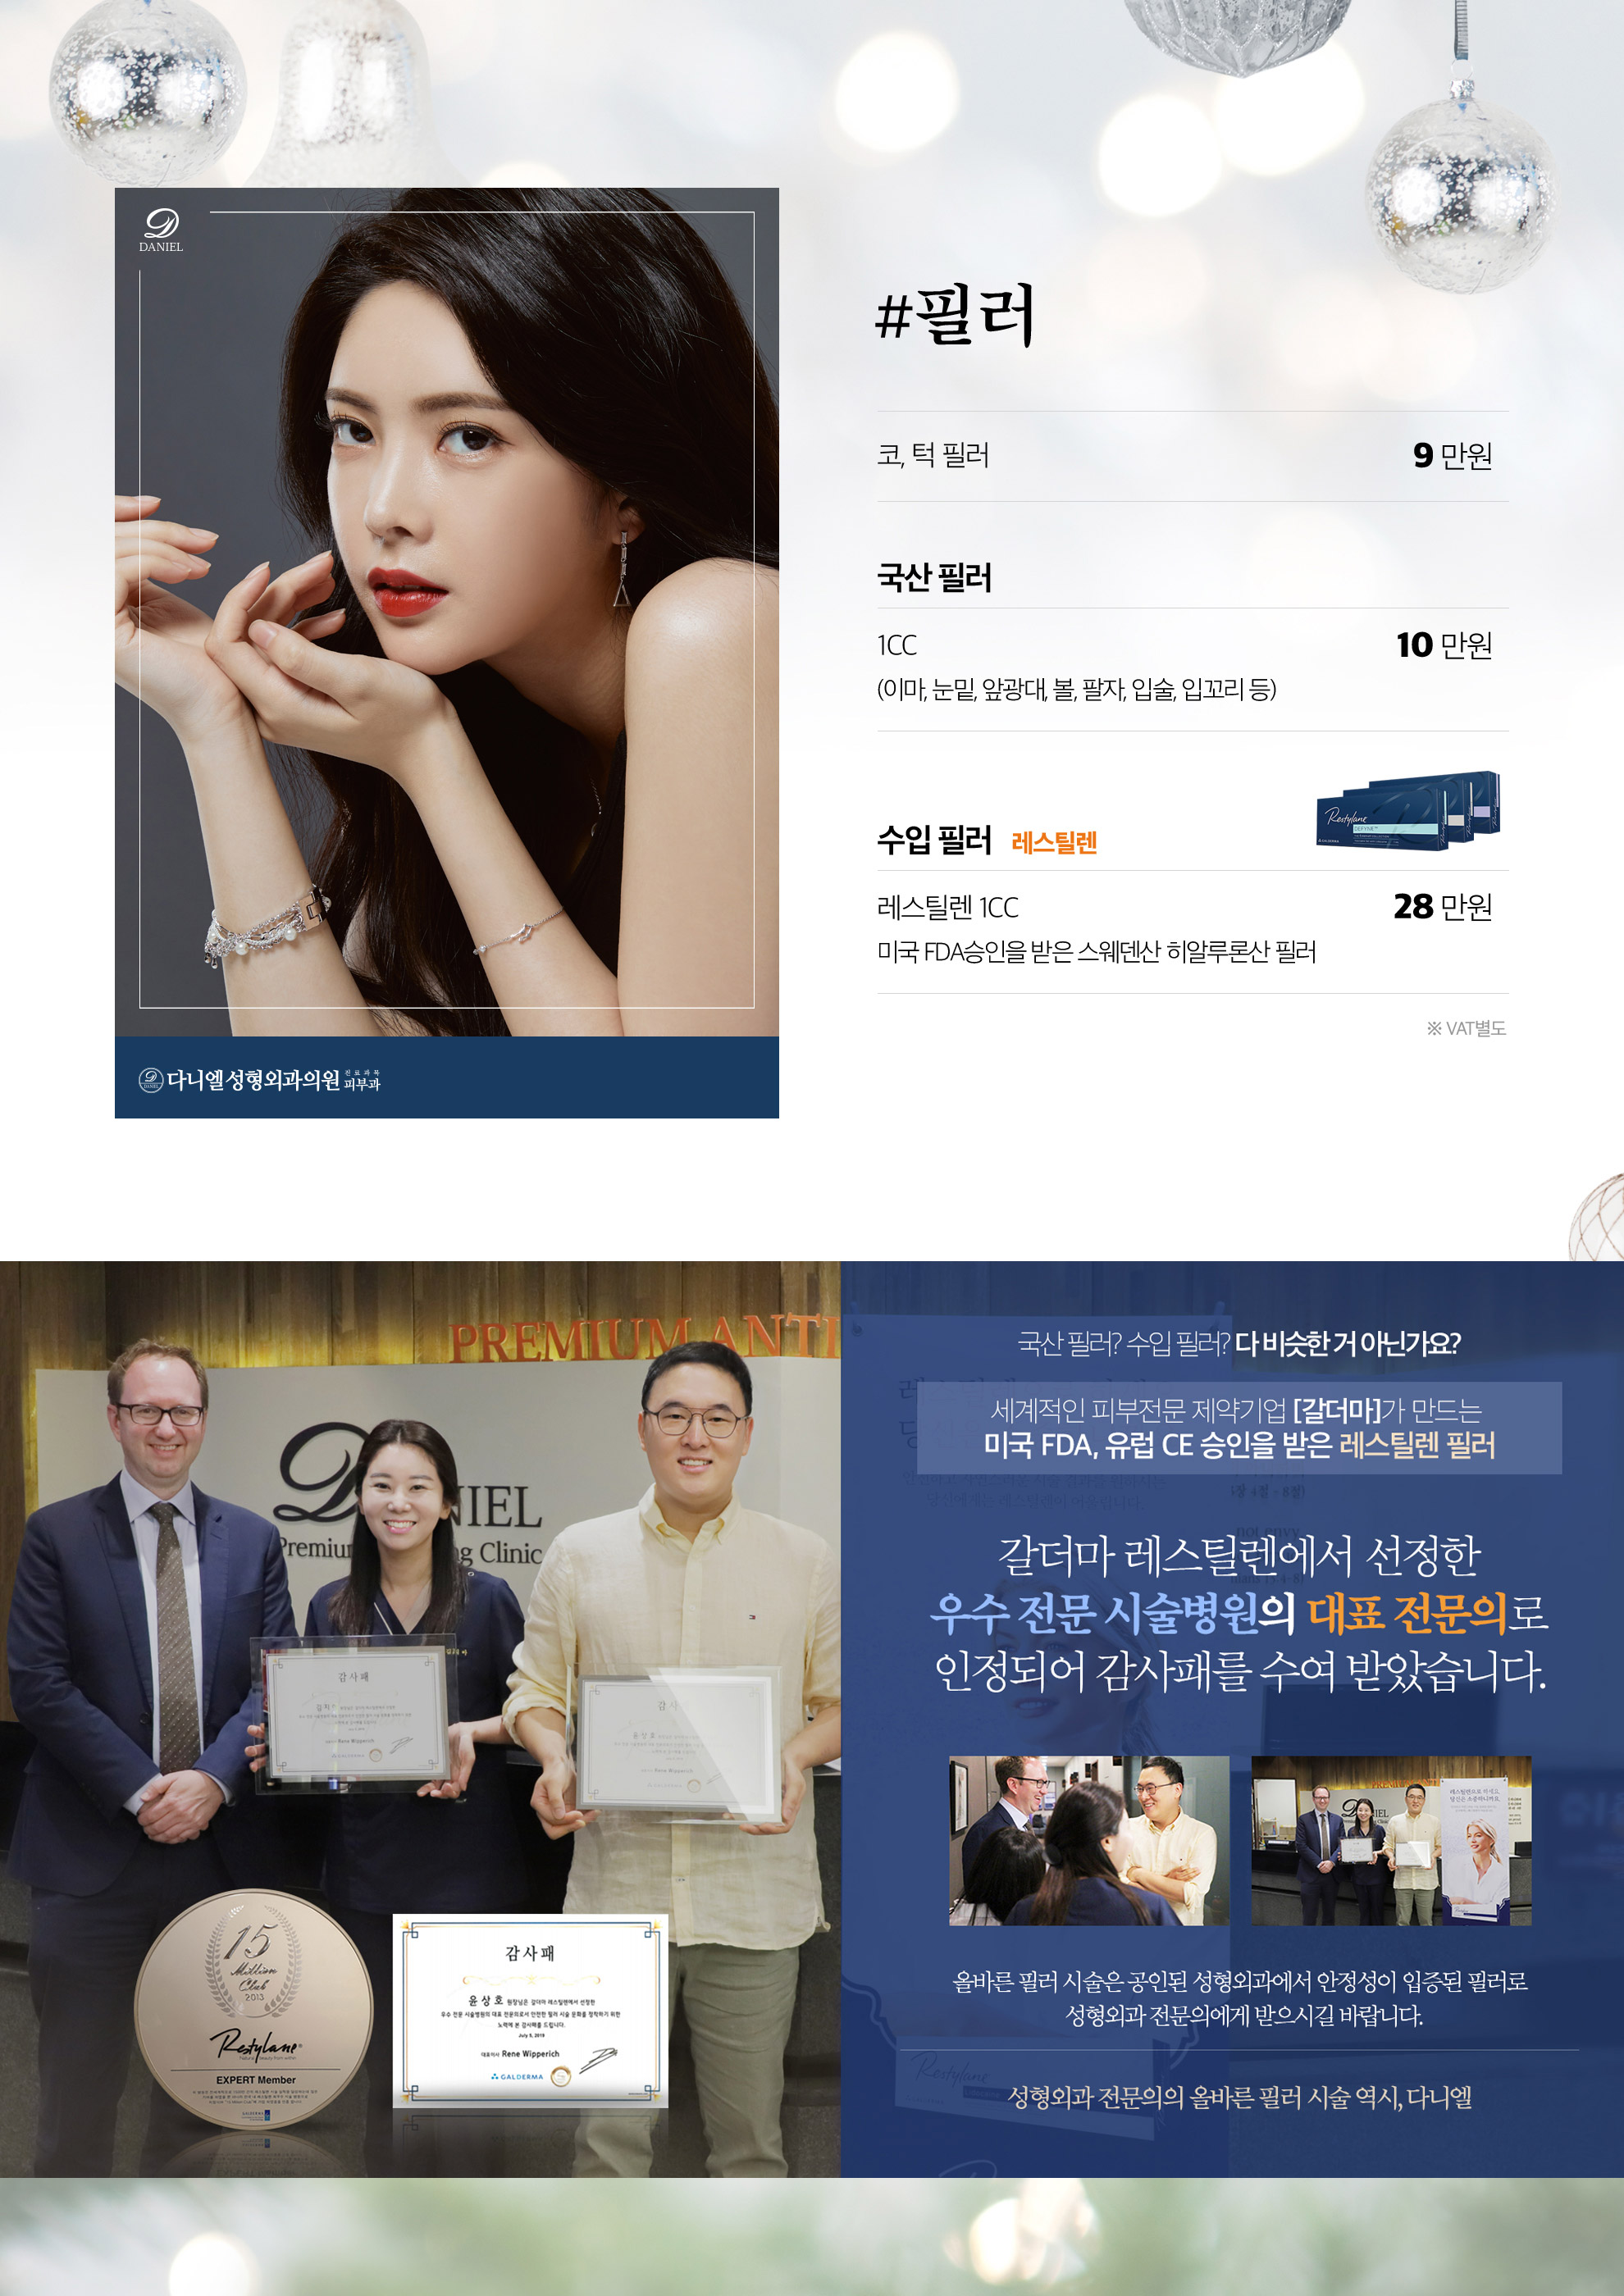 DANIEL
#필러
코, 턱 필러
9 만원
국산 필러
1CC
10 만원
(이마, 눈밑, 앞광대, 볼, 팔자, 입술, 입꼬리 등)
Restylane
DEFYNE
GALDERMA
수입 필러 레스틸렌
레스틸렌 1CC
28 만원
미국 FDA승인을 받은 스웨덴산 히알루론산 필러
※ VAT별도
다니엘성형외과의원 진료과목 피부과
PREMIUM ANTI
DANIEL
Premium
g Clinic
감사패
감사
윤상호
Rene Wipperich
GALDERMA
국산 필러? 수입 필러? 다 비슷한 거 아닌가요?
세계적인 피부전문 제약기업 [갈더마]가 만드는
미국 FDA, 유럽 CE 승인을 받은 레스틸렌 필러
갈더마 레스틸렌에서 선정한
우수 전문 시술병원의 대표 전문의로
인정되어 감사패를 수여 받았습니다.
15
Million
Club
2013
Restylane
EXPERT Member
감사패
윤상호 원장님은 갈더마 레스틸렌에서 선정한
우수 전문 시술병원의 대표 전문의로서 안전한 필러 시술 문화를 정착하기 위한
노력에 본 감사패를 드립니다.
July 5, 2019
대표이사 Rene Wipperich
GALDERMA
올바른 필러 시술은 공인된 성형외과에서 안정성이 입증된 필러로
성형외과 전문의에게 받으시길 바랍니다.
성형외과 전문의의 올바른 필러 시술 역시, 다니엘